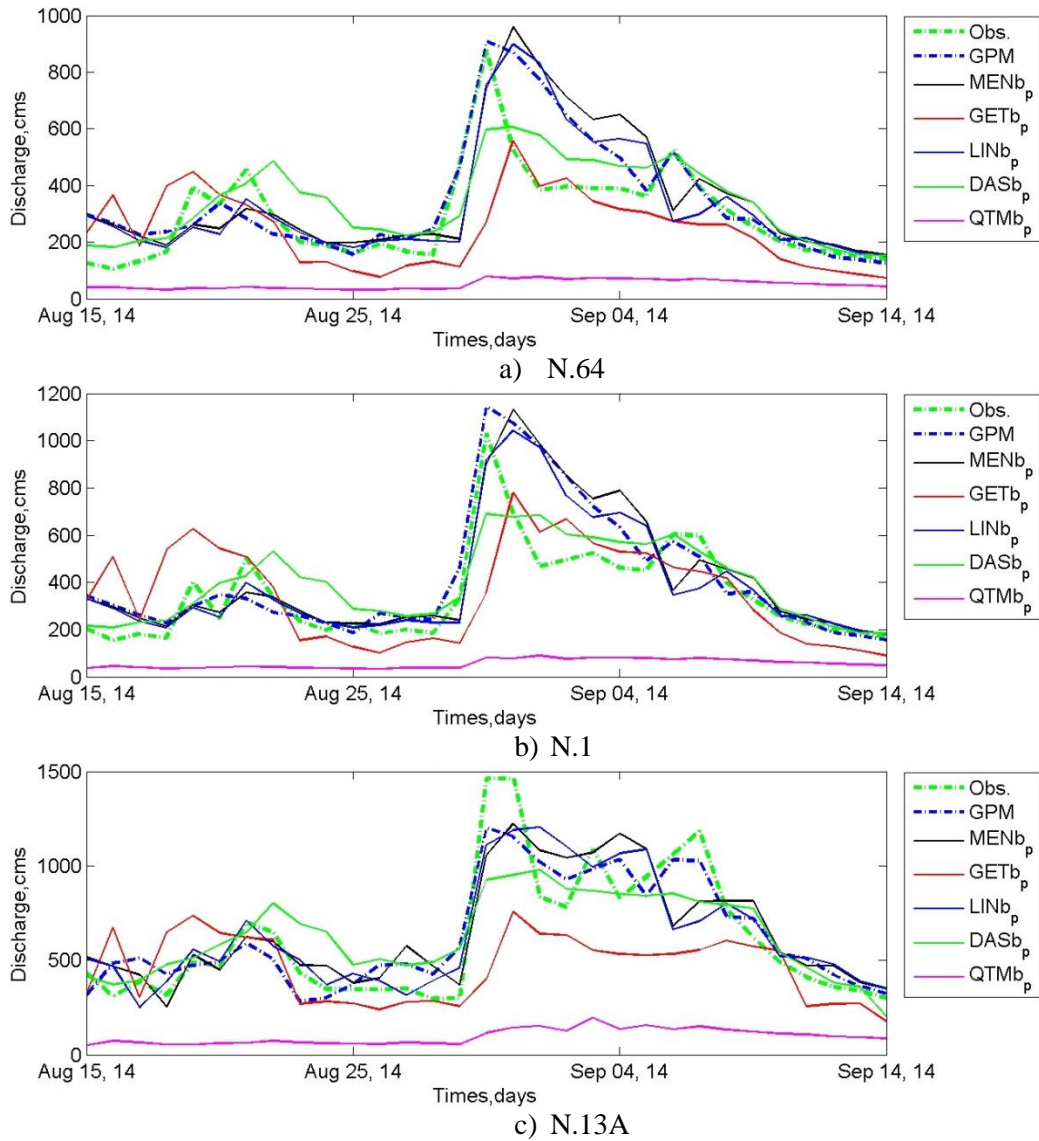 1000
800
600
400
200
0
Discharge,cms
Aug 15, 14 Aug 25, 14 Sep 04, 14 Sep 14, 14
Times,days
Obs.
GPM
MENbp
GETbp
LINbp
DASbp
QTMbp
a) N.64
1200
1000
800
600
400
200
0
Discharge,cms
Aug 15, 14 Aug 25, 14 Sep 04, 14 Sep 14, 14
Times,days
Obs.
GPM
MENbp
GETbp
LINbp
DASbp
QTMbp
b) N.1
1500
1000
500
0
Discharge,cms
Aug 15, 14 Aug 25, 14 Sep 04, 14 Sep 14, 14
Times,days
Obs.
GPM
MENbp
GETbp
LINbp
DASbp
QTMbp
c) N.13A